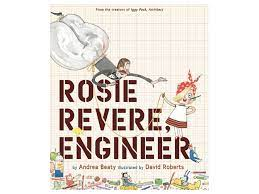 From the creators of Iggy Peck, Architect
ROSIE
REVERE,
ENGINEER
by Andrea Beaty illustrated by David Roberts